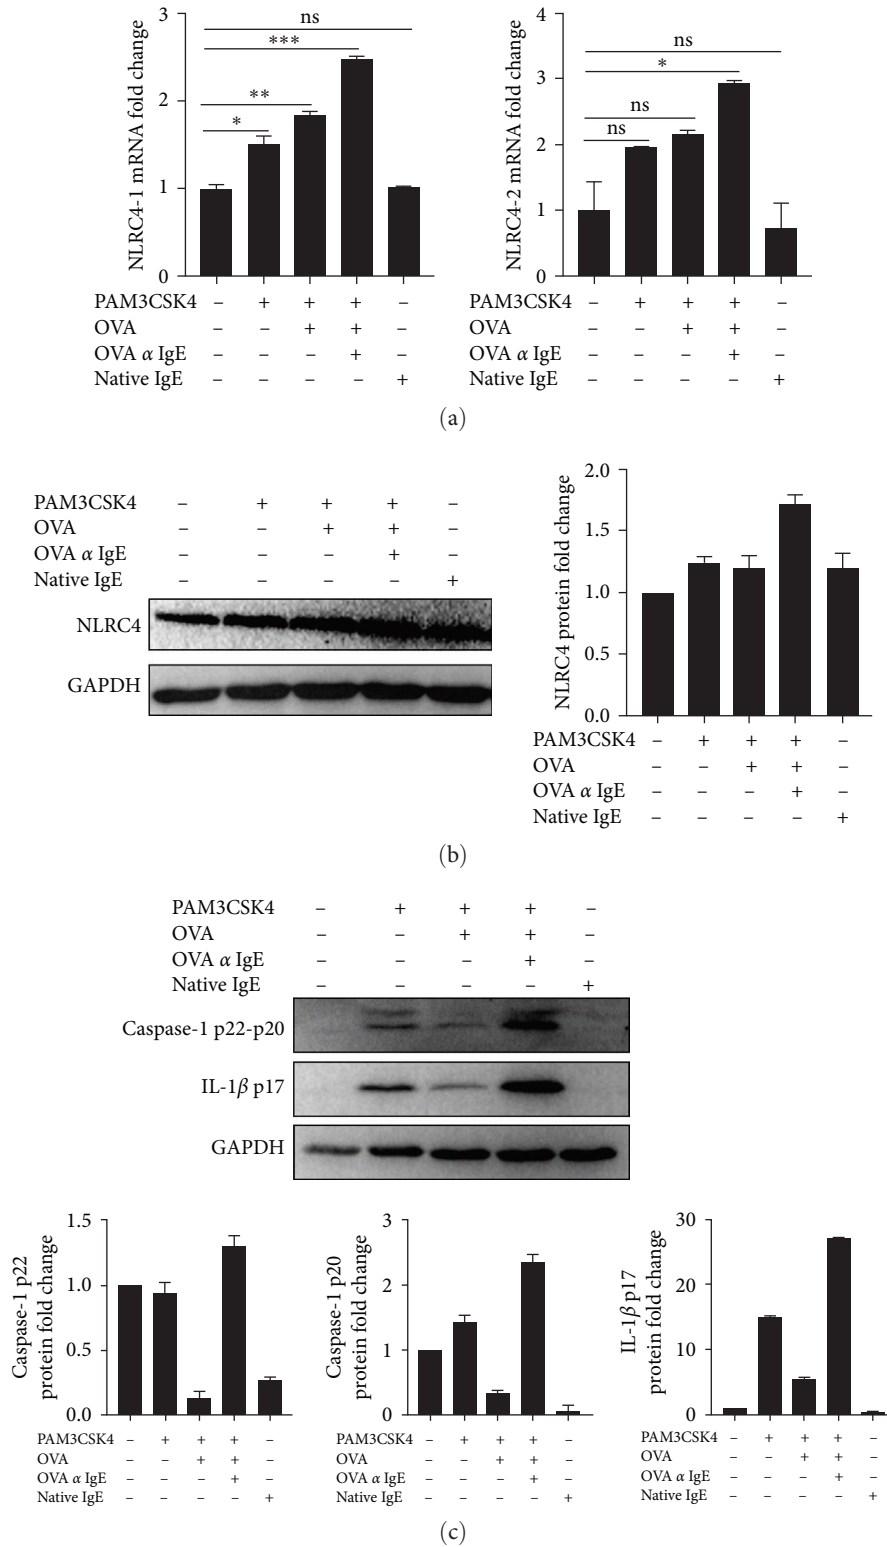 NLRC4-1 mRNA fold change
3
2
1
0
ns
***
**
*
PAM3CSK4 – + + + –
OVA – – + + –
OVA α IgE – – – + –
Native IgE – – – – +
NLRC4-2 mRNA fold change
4
3
2
1
0
ns
*
ns
ns
PAM3CSK4 – + + + –
OVA – – + + –
OVA α IgE – – – + –
Native IgE – – – – +
(a)
PAM3CSK4 – + + + –
OVA – – + + –
OVA α IgE – – – + –
Native IgE – – – – +
NLRC4
GAPDH
NLRC4 protein fold change
2.0
1.5
1.0
0.5
0.0
PAM3CSK4 – + + + –
OVA – – + + –
OVA α IgE – – – + –
Native IgE – – – – +
(b)
PAM3CSK4 – + + + –
OVA – – + + –
OVA α IgE – – – + –
Native IgE – – – – +
Caspase-1 p22-p20
IL-1β p17
GAPDH
Caspase-1 p22
protein fold change
1.5
1.0
0.5
0.0
PAM3CSK4 – + + + –
OVA – – + + –
OVA α IgE – – – + –
Native IgE – – – – +
Caspase-1 p20
protein fold change
3
2
1
0
PAM3CSK4 – + + + –
OVA – – + + –
OVA α IgE – – – + –
Native IgE – – – – +
IL-1β p17
protein fold change
30
20
10
0
PAM3CSK4 – + + + –
OVA – – + + –
OVA α IgE – – – + –
Native IgE – – – – +
(c)